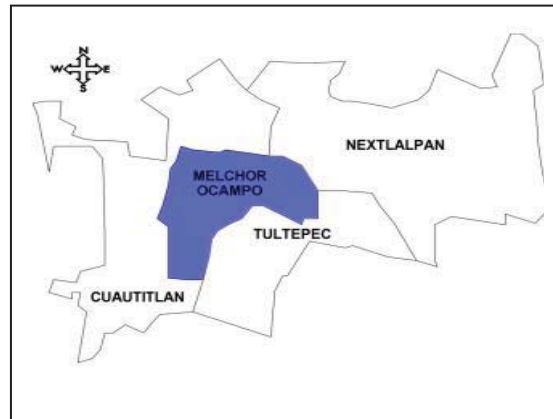 N
W E
S
NEXTLALPAN
MELCHOR
OCAMPO
TULTEPEC
CUAUTITLAN